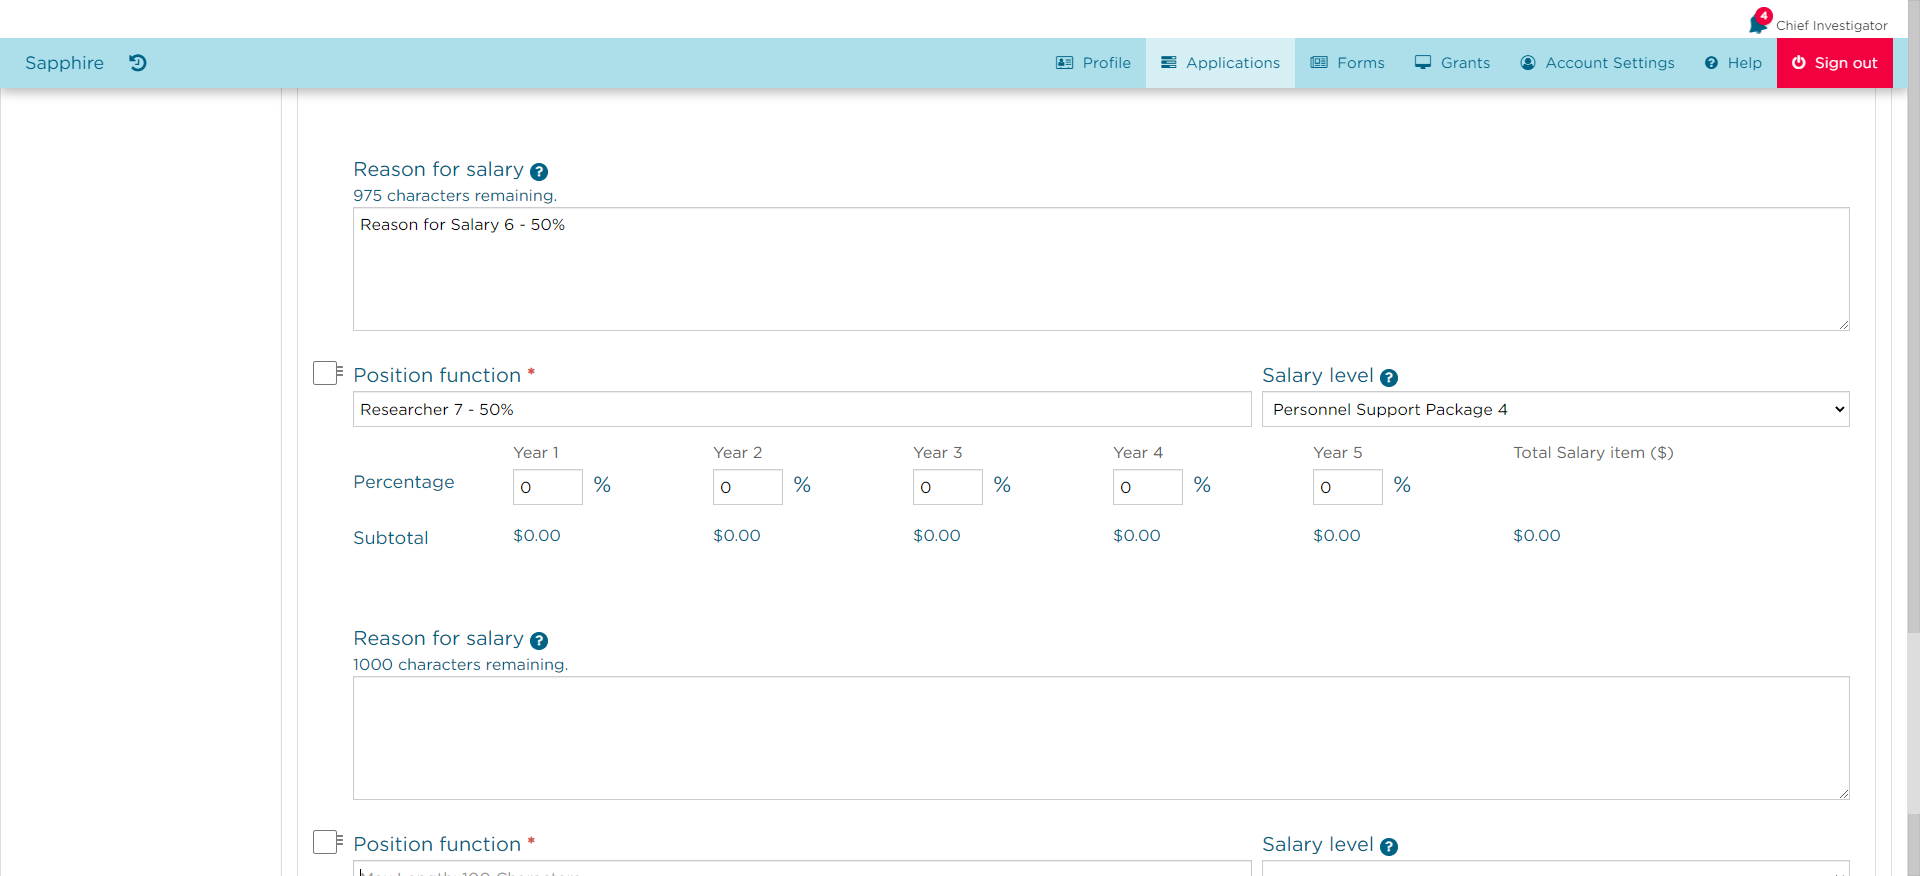 4
Chief Investigator
Sapphire
Profile
Applications
Forms
Grants
Account Settings
? Help
Sign out
Reason for salary ?
975 characters remaining.
Reason for Salary 6 - 50%
Position function *
Salary level ?
Researcher 7 - 50%
Personnel Support Package 4
Year 1 Year 2 Year 3 Year 4 Year 5 Total Salary item ($)
Percentage 0 % 0 % 0 % 0 % 0 %
Subtotal $0.00 $0.00 $0.00 $0.00 $0.00 $0.00
Reason for salary ?
1000 characters remaining.
Position function *
Salary level ?
Max Length: 100 Characters